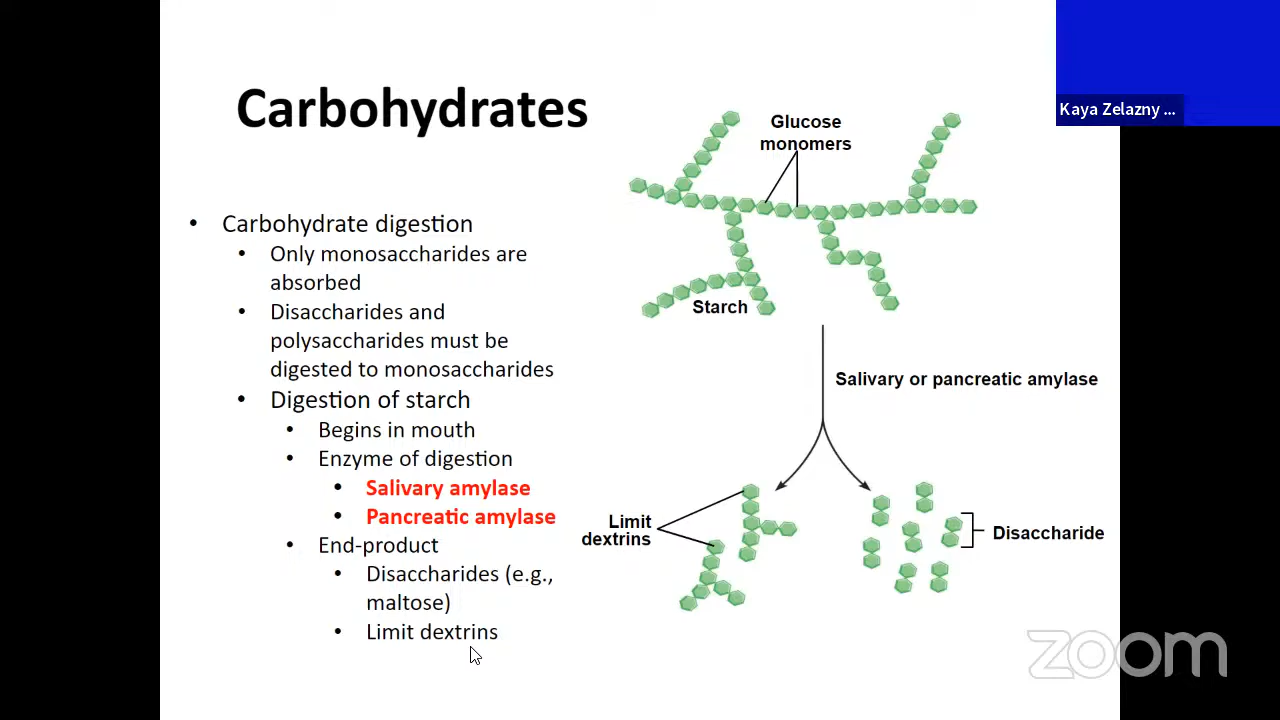 Carbohydrates
• Carbohydrate digestion
• Only monosaccharides are
absorbed
• Disaccharides and
polysaccharides must be
digested to monosaccharides
• Digestion of starch
• Begins in mouth
• Enzyme of digestion
• Salivary amylase
• Pancreatic amylase
• End-product
• Disaccharides (e.g.,
maltose)
• Limit dextrins
Glucose
monomers
Starch
Salivary or pancreatic amylase
Limit
dextrins
Disaccharide
Kaya Zelazny ...
zoom